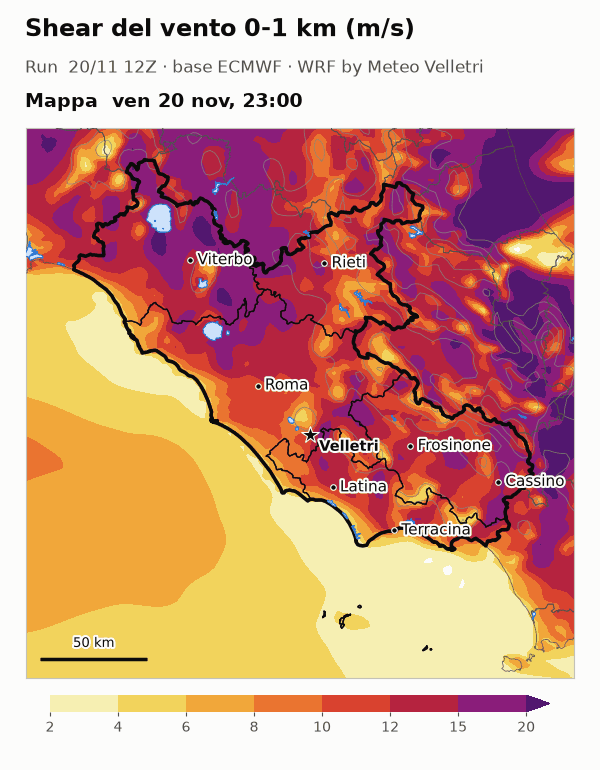 Shear del vento 0-1 km (m/s)
Run  20/11 12Z · base ECMWF · WRF by Meteo Velletri
Mappa  ven 20 nov, 23:00
Viterbo
Rieti
Roma
Velletri
Frosinone
Latina
Cassino
Terracina
50 km
2 4 6 8 10 12 15 20